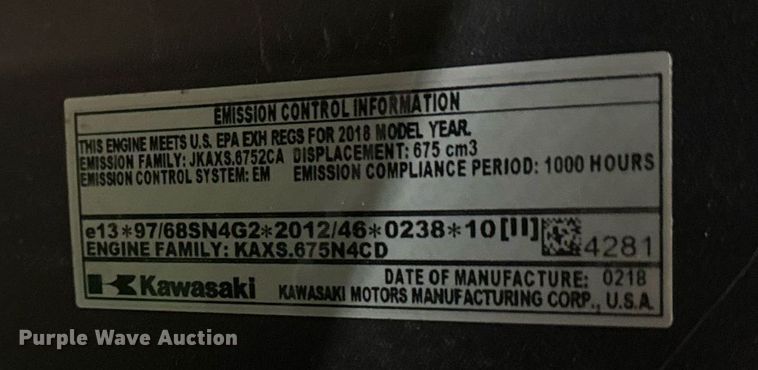 EMISSION CONTROL INFORMATION
THIS ENGINE MEETS U.S. EPA EXH REGS FOR 2018 MODEL YEAR.
EMISSION FAMILY: JKAXS.6752CA DISPLACEMENT: 675 cm3
EMISSION CONTROL SYSTEM: EM EMISSION COMPLIANCE PERIOD: 1000 HOURS
e13*97/68SN4G2*2012/46*0238*10[II] 4281
ENGINE FAMILY: KAXS.675N4CD
Kawasaki DATE OF MANUFACTURE: 0218
KAWASAKI MOTORS MANUFACTURING CORP., U.S.A.
Purple Wave Auction